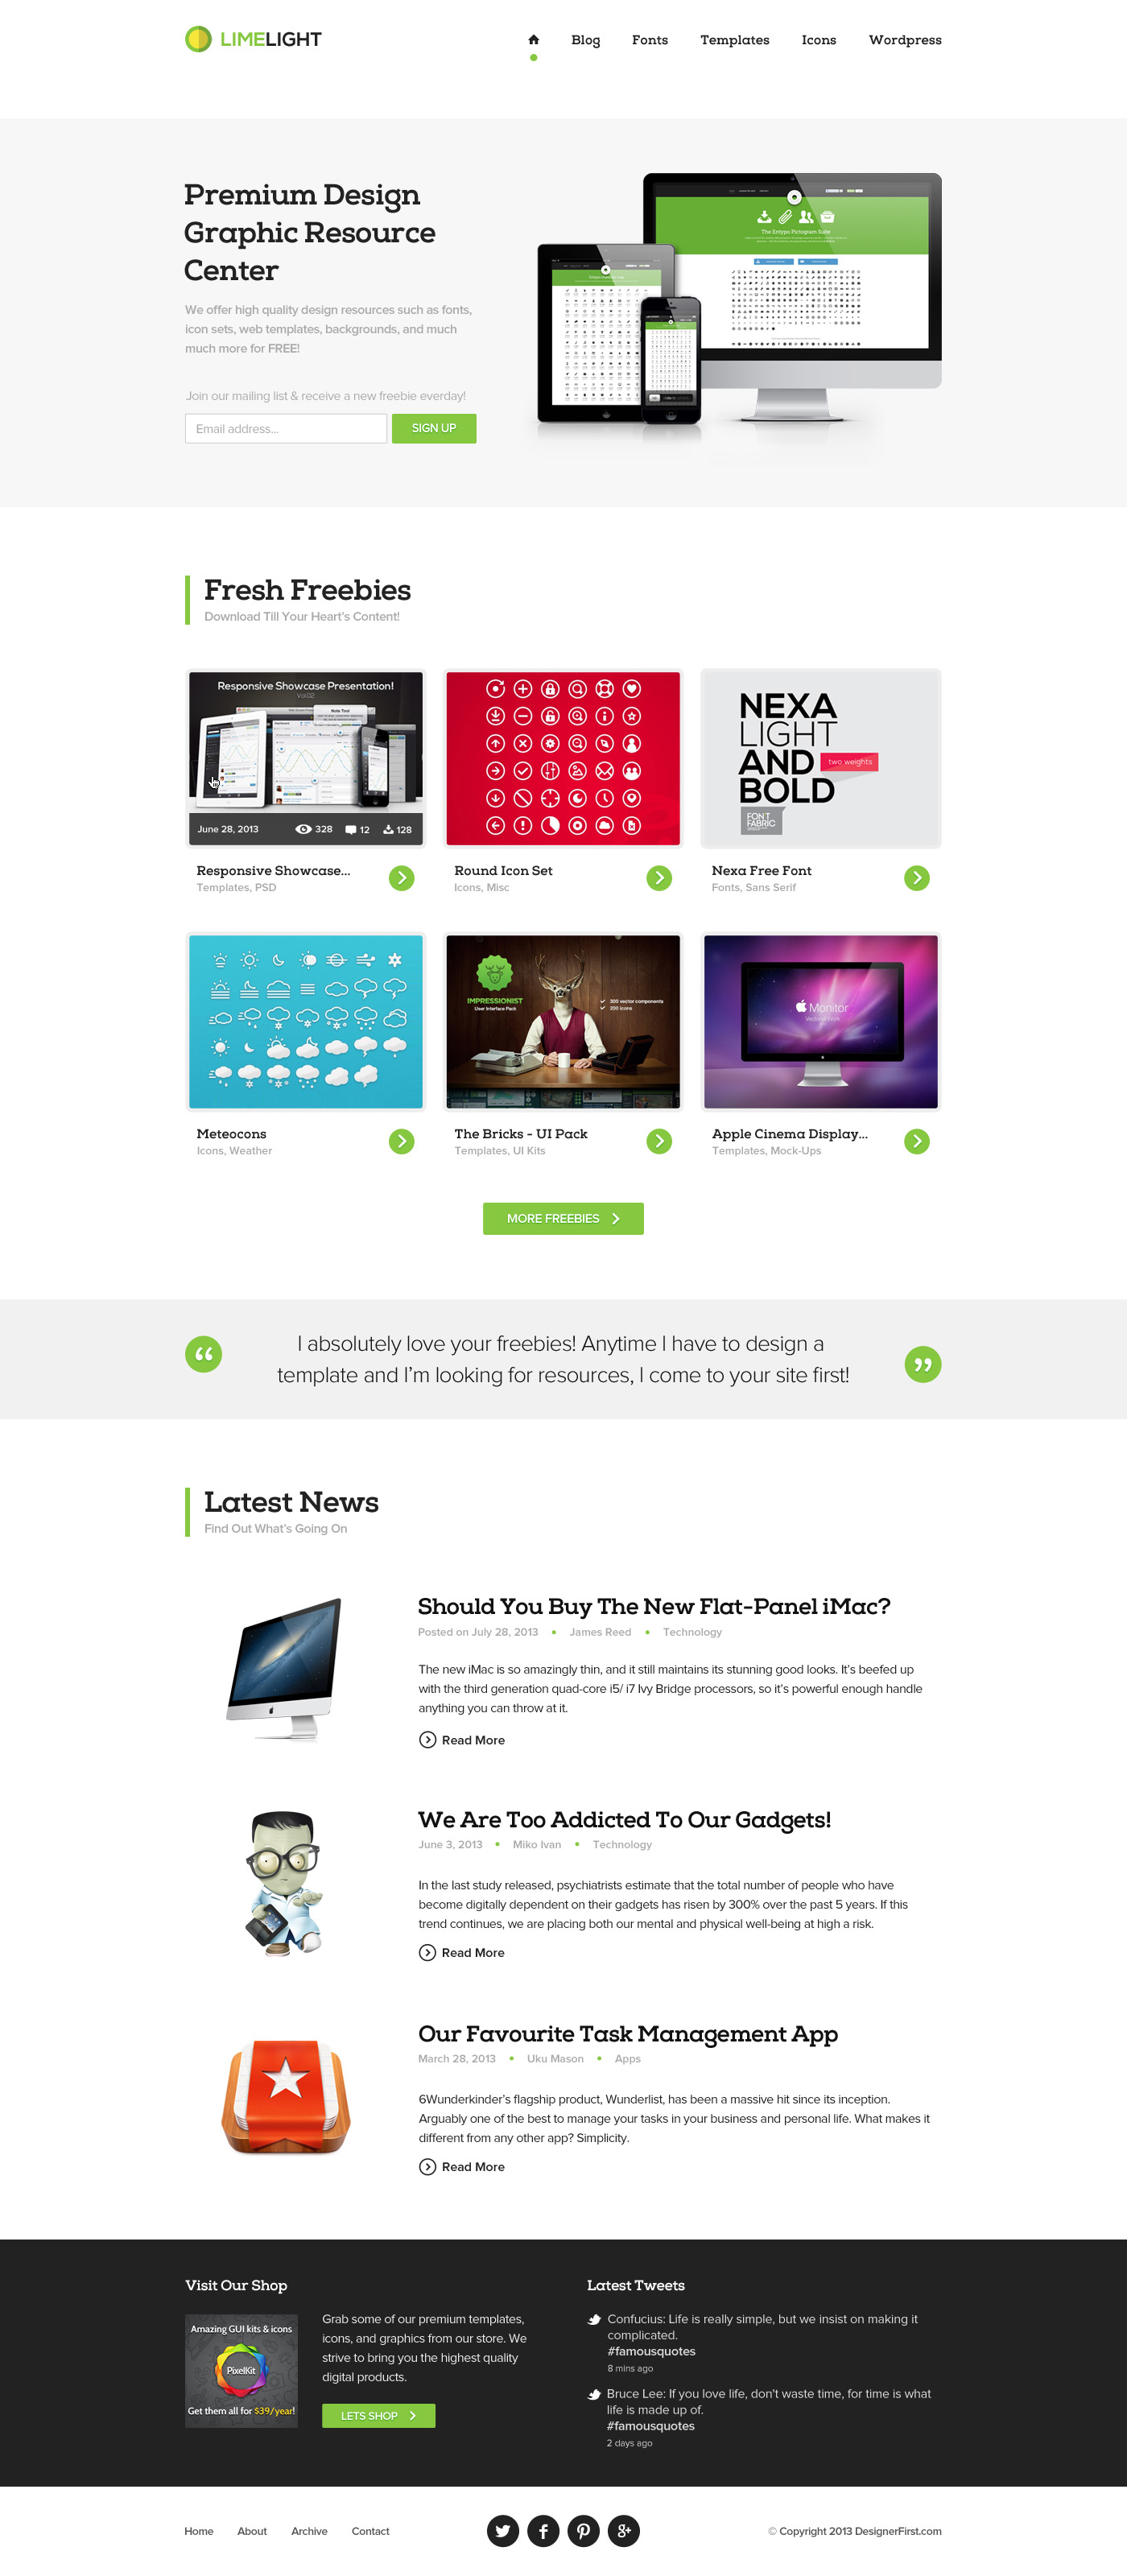 LIMELIGHT
Blog Fonts Templates Icons Wordpress
Premium Design
Graphic Resource
Center
We offer high quality design resources such as fonts,
icon sets, web templates, backgrounds, and much
much more for FREE!
Join our mailing list & receive a new freebie everday!
Email address...
SIGN UP
The Entypo Pictogram Suite
Fresh Freebies
Download Till Your Heart's Content!
Responsive Showcase Presentation!
Vol.02
Note Tool
June 28, 2013 328 12 128
Responsive Showcase...
Templates, PSD
Round Icon Set
Icons, Misc
NEXA
LIGHT
AND
BOLD
two weights
FONT
FABRIC
Nexa Free Font
Fonts, Sans Serif
Meteocons
Icons, Weather
IMPRESSIONIST
User Interface Pack
300 vector components
200 icons
The Bricks - UI Pack
Templates, UI Kits
Monitor
Apple Cinema Display...
Templates, Mock-Ups
MORE FREEBIES
“ I absolutely love your freebies! Anytime I have to design a
template and I'm looking for resources, I come to your site first! ”
Latest News
Find Out What's Going On
Should You Buy The New Flat-Panel iMac?
Posted on July 28, 2013 • James Reed • Technology
The new iMac is so amazingly thin, and it still maintains its stunning good looks. It's beefed up
with the third generation quad-core i5/ i7 Ivy Bridge processors, so it's powerful enough handle
anything you can throw at it.
Read More
We Are Too Addicted To Our Gadgets!
June 3, 2013 • Miko Ivan • Technology
In the last study released, psychiatrists estimate that the total number of people who have
become digitally dependent on their gadgets has risen by 300% over the past 5 years. If this
trend continues, we are placing both our mental and physical well-being at high a risk.
Read More
Our Favourite Task Management App
March 28, 2013 • Uku Mason • Apps
6Wunderkinder's flagship product, Wunderlist, has been a massive hit since its inception.
Arguably one of the best to manage your tasks in your business and personal life. What makes it
different from any other app? Simplicity.
Read More
Visit Our Shop
Amazing GUI kits & icons
PixelKit
Get them all for $39/year!
Grab some of our premium templates,
icons, and graphics from our store. We
strive to bring you the highest quality
digital products.
LETS SHOP
Latest Tweets
Confucius: Life is really simple, but we insist on making it
complicated.
#famousquotes
8 mins ago
Bruce Lee: If you love life, don't waste time, for time is what
life is made up of.
#famousquotes
2 days ago
Home About Archive Contact
© Copyright 2013 DesignerFirst.com